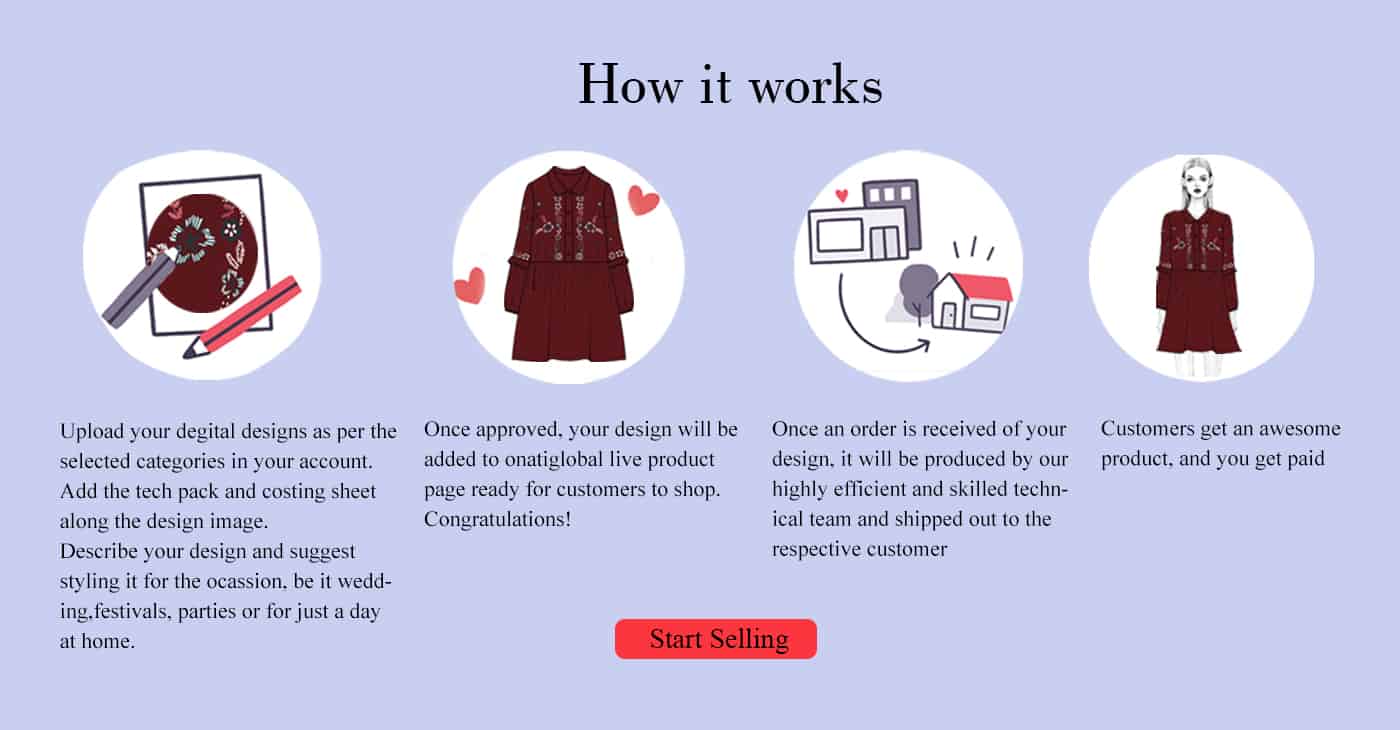 How it works
Upload your degital designs as per the
selected categories in your account.
Add the tech pack and costing sheet
along the design image.
Describe your design and suggest
styling it for the ocassion, be it wedd-
ing,festivals, parties or for just a day
at home.
Once approved, your design will be
added to onatiglobal live product
page ready for customers to shop.
Congratulations!
Once an order is received of your
design, it will be produced by our
highly efficient and skilled techn-
ical team and shipped out to the
respective customer
Customers get an awesome
product, and you get paid
Start Selling